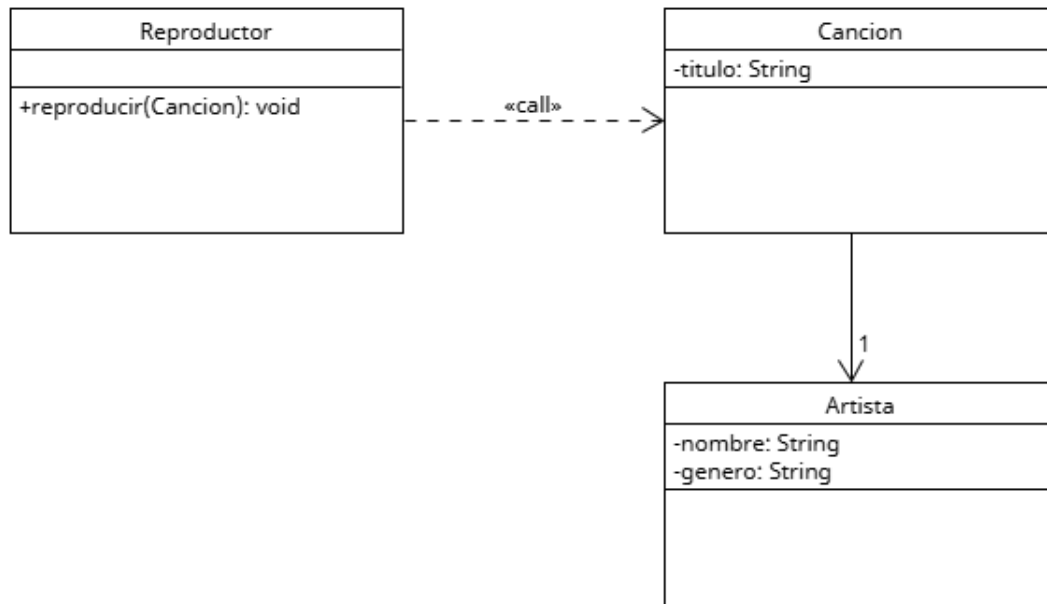 Reproductor
+reproducir(Cancion): void
«call»
Cancion
-titulo: String
1
Artista
-nombre: String
-genero: String